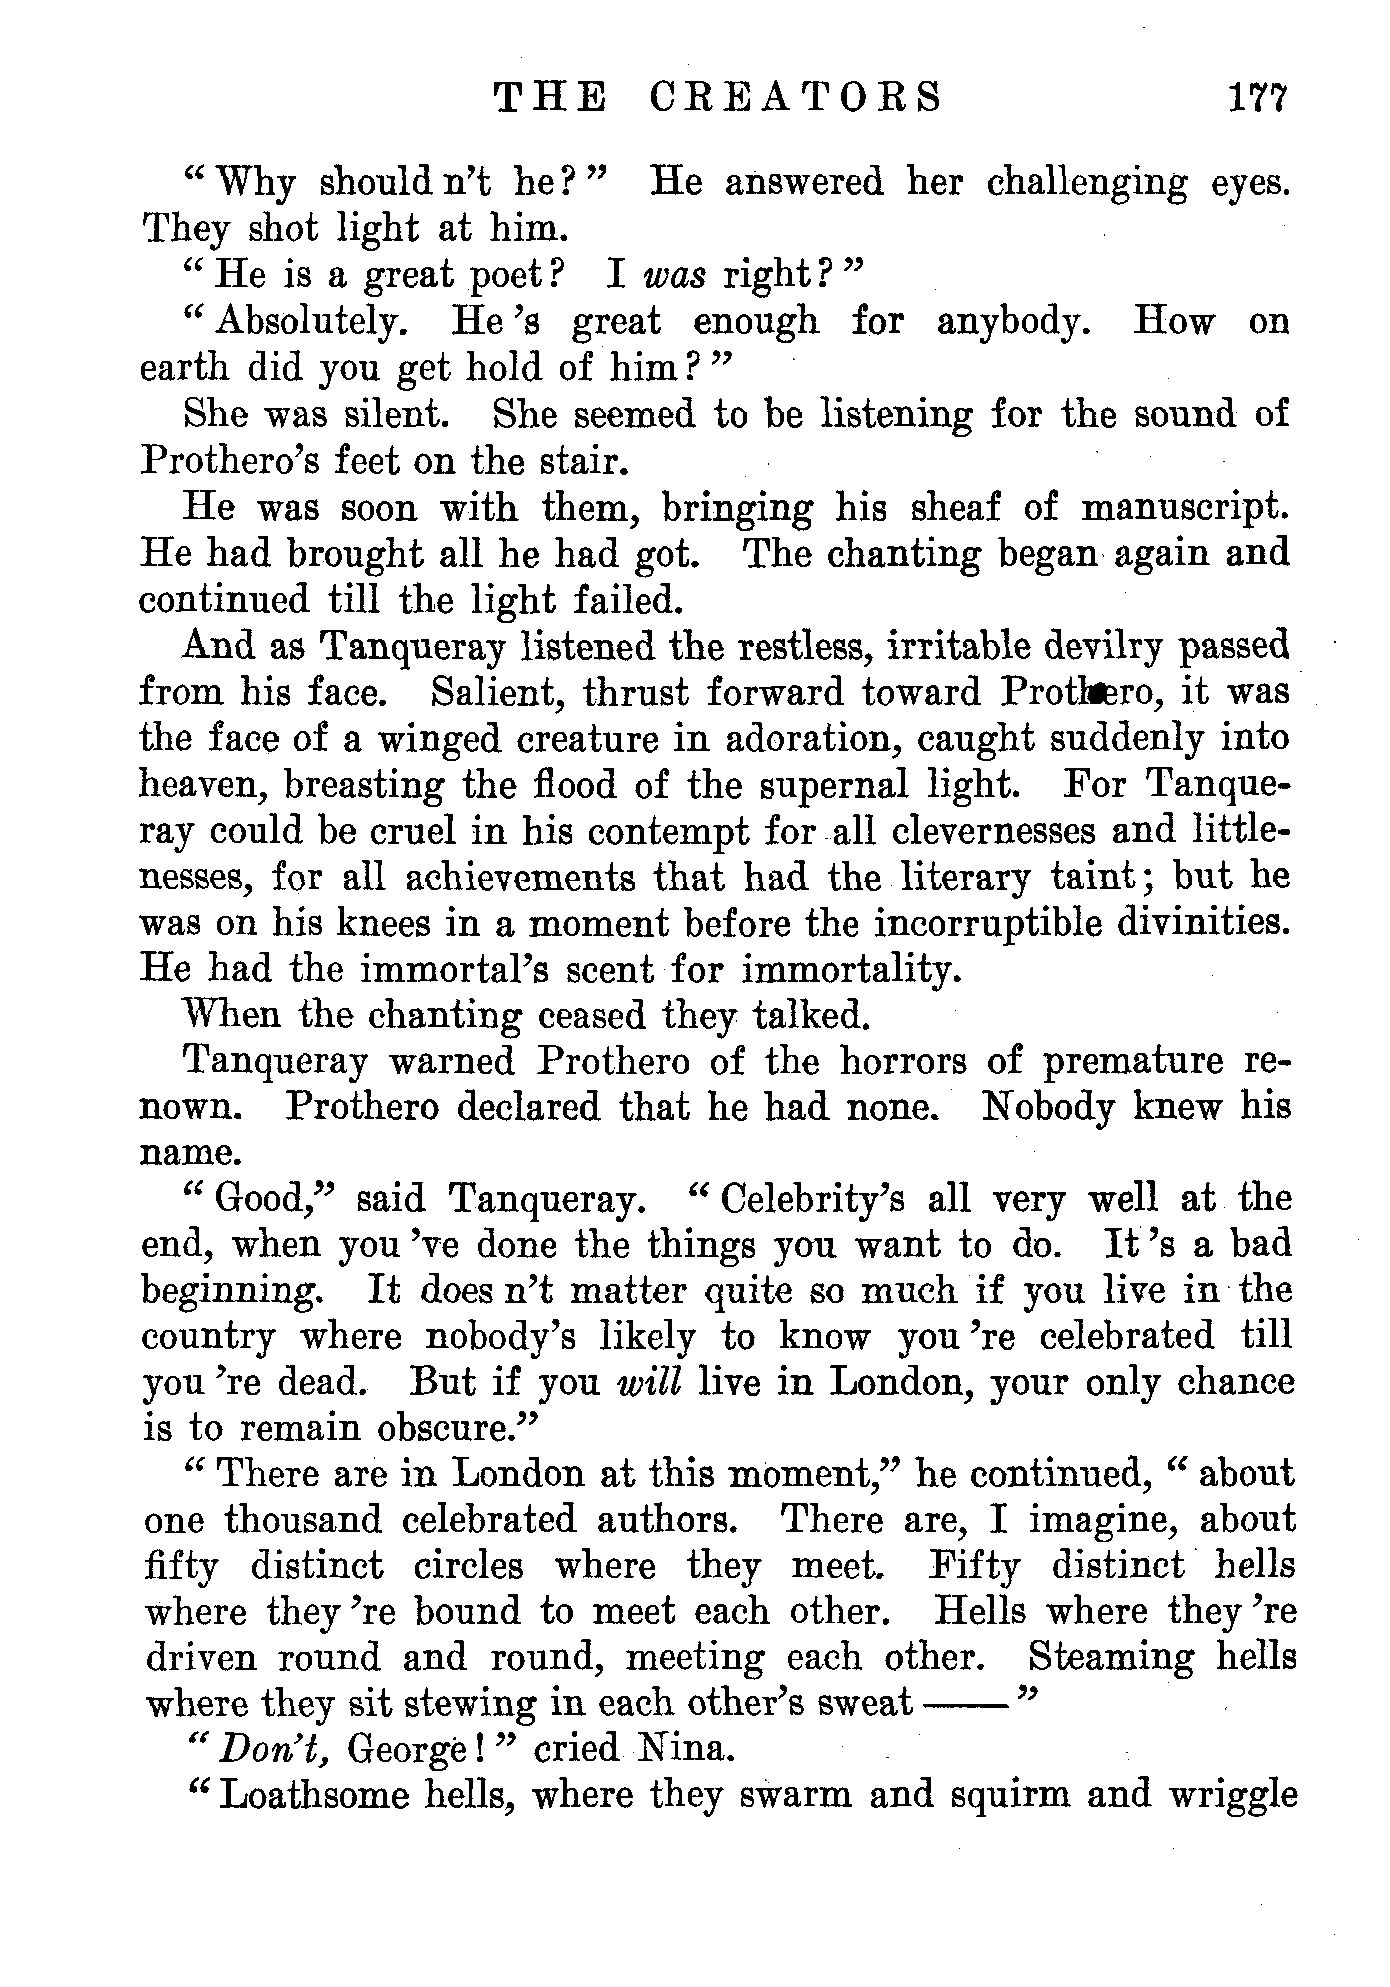 THE CREATORS 177
" Why should n't he? " He answered her challenging eyes.
They shot light at him.
" He is a great poet? I was right? "
" Absolutely. He 's great enough for anybody. How on
earth did you get hold of him? "
She was silent. She seemed to be listening for the sound of
Prothero's feet on the stair.
He was soon with them, bringing his sheaf of manuscript.
He had brought all he had got. The chanting began again and
continued till the light failed.
And as Tanqueray listened the restless, irritable devilry passed
from his face. Salient, thrust forward toward Prothero, it was
the face of a winged creature in adoration, caught suddenly into
heaven, breasting the flood of the supernal light. For Tanque-
ray could be cruel in his contempt for all clevernesses and little-
nesses, for all achievements that had the literary taint; but he
was on his knees in a moment before the incorruptible divinities.
He had the immortal's scent for immortality.
When the chanting ceased they talked.
Tanqueray warned Prothero of the horrors of premature re-
nown. Prothero declared that he had none. Nobody knew his
name.
" Good," said Tanqueray. " Celebrity's all very well at the
end, when you 've done the things you want to do. It 's a bad
beginning. It does n't matter quite so much if you live in the
country where nobody's likely to know you 're celebrated till
you 're dead. But if you will live in London, your only chance
is to remain obscure."
" There are in London at this moment," he continued, " about
one thousand celebrated authors. There are, I imagine, about
fifty distinct circles where they meet. Fifty distinct hells
where they 're bound to meet each other. Hells where they 're
driven round and round, meeting each other. Steaming hells
where they sit stewing in each other's sweat —— "
" Don't, George! " cried Nina.
" Loathsome hells, where they swarm and squirm and wriggle